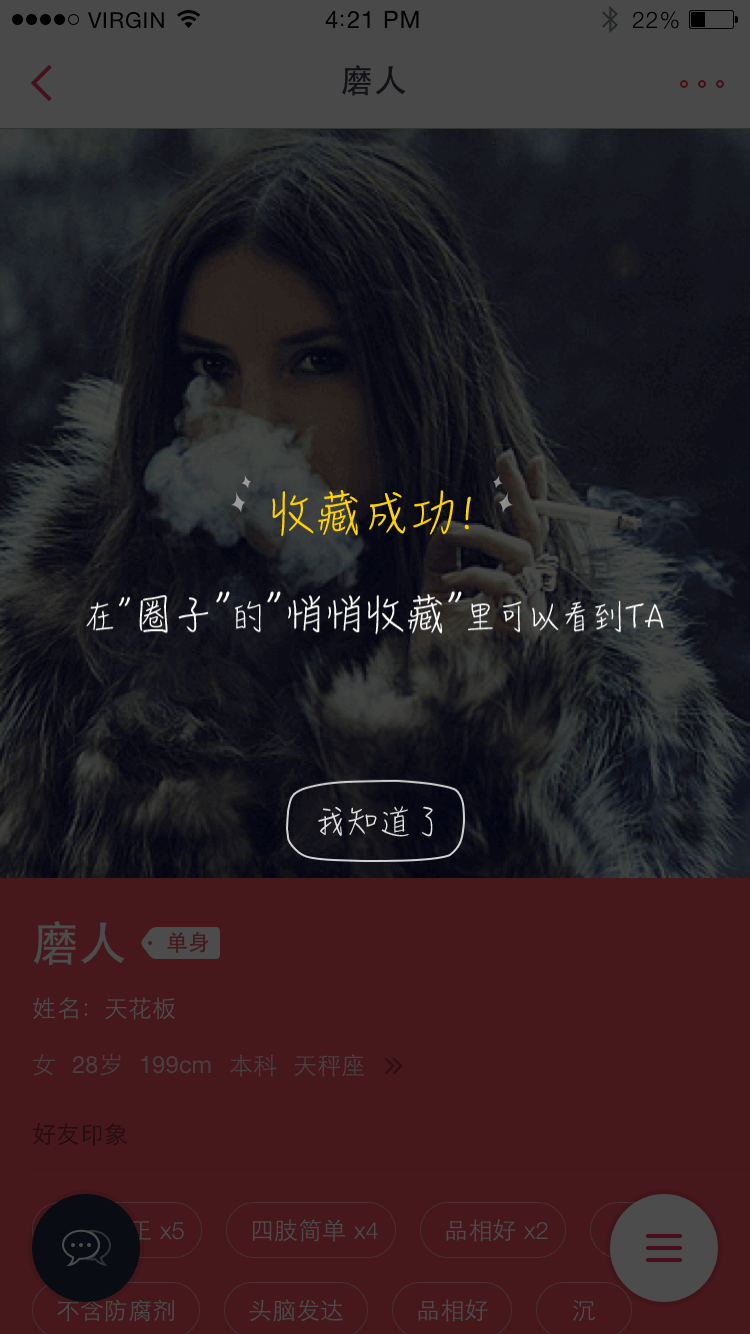 VIRGIN 4:21 PM 22%
磨人
收藏成功!
在"圈子"的"悄悄收藏"里可以看到TA
我知道了
磨人 单身
姓名: 天花板
女 28岁 199cm 本科 天秤座
好友印象
正 x5 四肢简单 x4 品相好 x2
不含防腐剂 头脑发达 品相好 沉